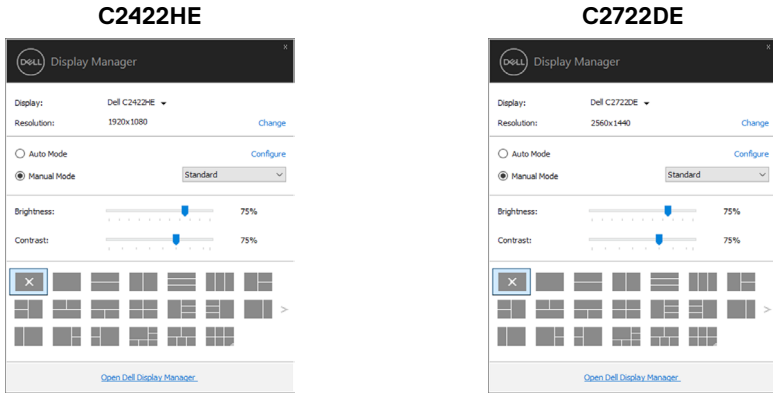 C2422HE
DELL Display Manager
x
Display: Dell C2422HE
Resolution: 1920x1080 Change
Auto Mode Configure
Manual Mode Standard
Brightness: 75%
Contrast: 75%
Open Dell Display Manager
C2722DE
DELL Display Manager
x
Display: Dell C2722DE
Resolution: 2560x1440 Change
Auto Mode Configure
Manual Mode Standard
Brightness: 75%
Contrast: 75%
Open Dell Display Manager